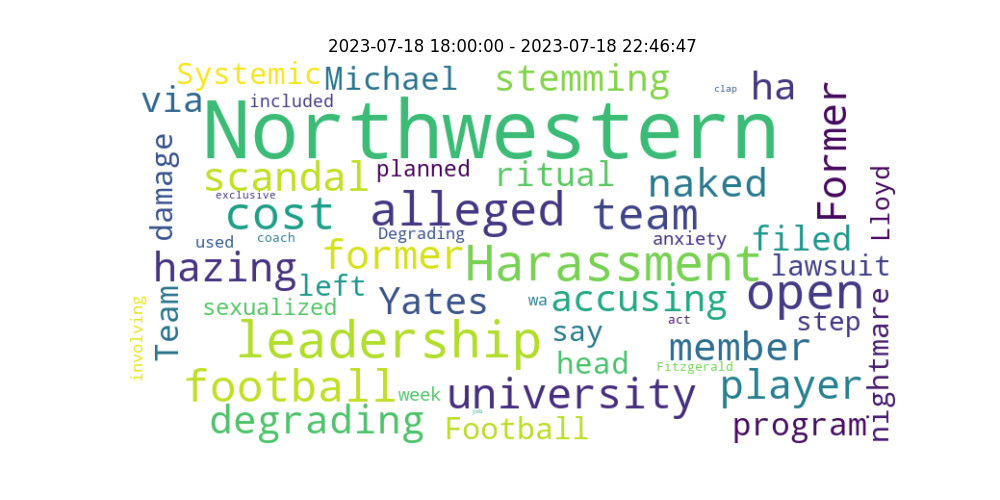 2023-07-18 18:00:00 - 2023-07-18 22:46:47
Systemic
Michael
stemming
clap
ha
via
included
Northwestern
Former
damage
scandal
planned
ritual
naked
Lloyd
exclusive
cost
alleged
team
used
coach
Degrading
anxiety
filed
hazing
former
Harassment
lawsuit
left
open
Team
Yates
wa
accusing
nightmare
involving
sexualized
act
step
leadership
say
member
head
Fitzgerald
football
week
university
player
degrading
Football
program